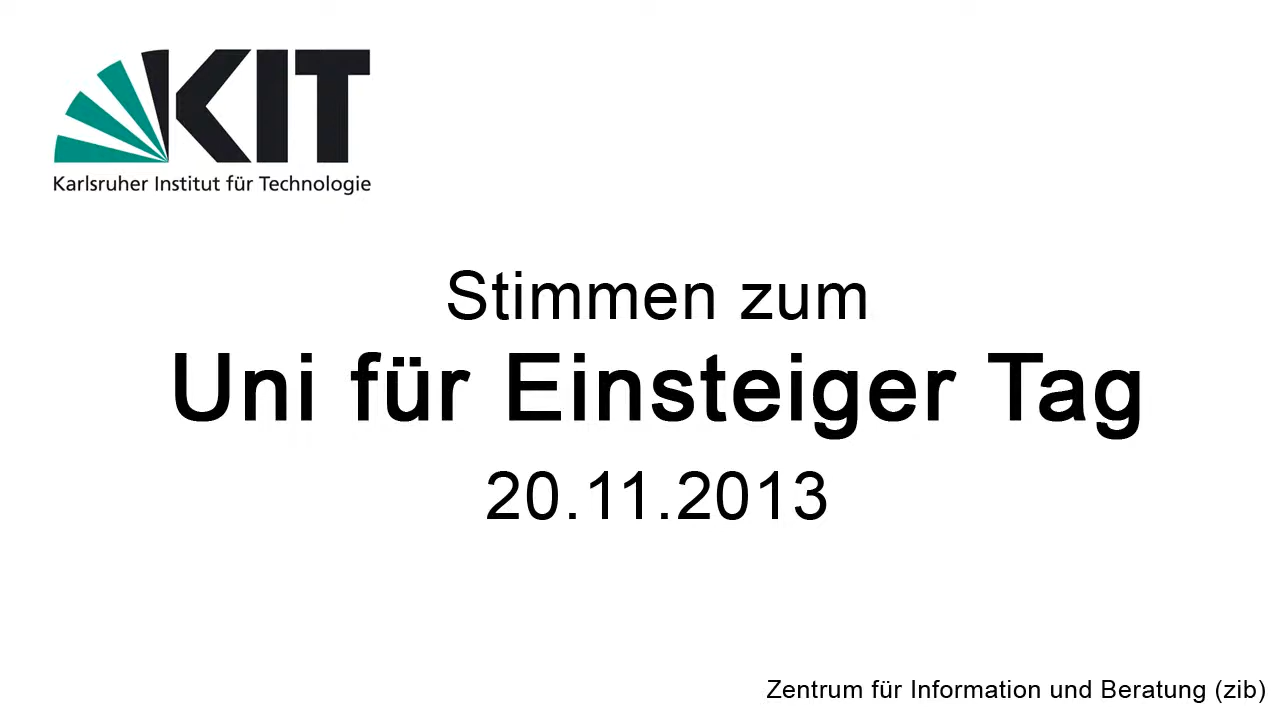 KIT
Karlsruher Institut für Technologie
Stimmen zum
Uni für Einsteiger Tag
20.11.2013
Zentrum für Information und Beratung (zib)